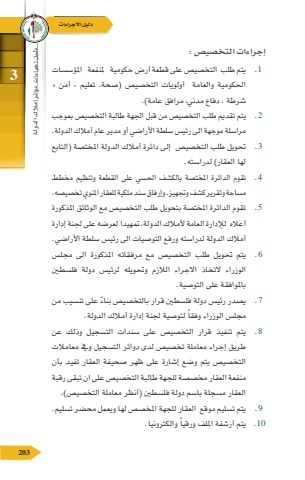 دليل الاجراءات
دليل إجراءات دوائر أملاك الدولة
3
إجراءات التخصيص :
1. يتم طلب التخصيص على قطعة أرض حكومية لمنفعة المؤسسات
الحكومية والعامة أولويات التخصيص (صحة، تعليم ، أمن ،
شرطة ، دفاع مدني، مرافق عامة).
2. يتم تقديم طلب التخصيص من قبل الجهة طالبة التخصيص بموجب
مراسلة موجهة الى رئيس سلطة الأراضي أو مدير عام أملاك الدولة.
3. تحويل طلب التخصيص إلى دائرة أملاك الدولة المختصة (التابع
لها العقار) لدراسته.
4. تقوم الدائرة المختصة بالكشف الحسي على القطعة وتنظيم مخطط
مساحة وتقرير كشف وتجهيز، وإرفاق سند ملكية للعقار المنوي تخصيصه.
5. تقوم الدائرة المختصة بتحويل طلب التخصيص مع الوثائق المذكورة
أعلاه للإدارة العامة لأملاك الدولة، تمهيدا لعرضه على لجنة إدارة
أملاك الدولة لدراسته ورفع التوصيات الى رئيس سلطة الأراضي.
6. يتم تحويل طلب التخصيص مع مرفقاته المذكورة الى مجلس
الوزراء لاتخاذ الاجراء اللازم وتحويله لرئيس دولة فلسطين
بالموافقة على التوصية.
7. يصدر رئيس دولة فلسطين قرار بالتخصيص بناءً على تنسيب من
مجلس الوزراء وفقاً لتوصية لجنة إدارة أملاك الدولة.
8. يتم تنفيذ قرار التخصيص على سندات التسجيل وذلك عن
طريق إجراء معاملة تخصيص لدى دوائر التسجيل وفي معاملات
التخصيص يتم وضع إشارة على ظهر صحيفة العقار تفيد بأن
منفعة العقار مخصصة للجهة طالبة التخصيص على ان تبقى رقبة
العقار مسجلة باسم دولة فلسطين (أنظر معاملة التخصيص).
9. يتم تسليم موقع العقار للجهة المخصص لها ويعمل محضر تسليم.
10. يتم أرشفة الملف ورقياً والكترونيا.
203